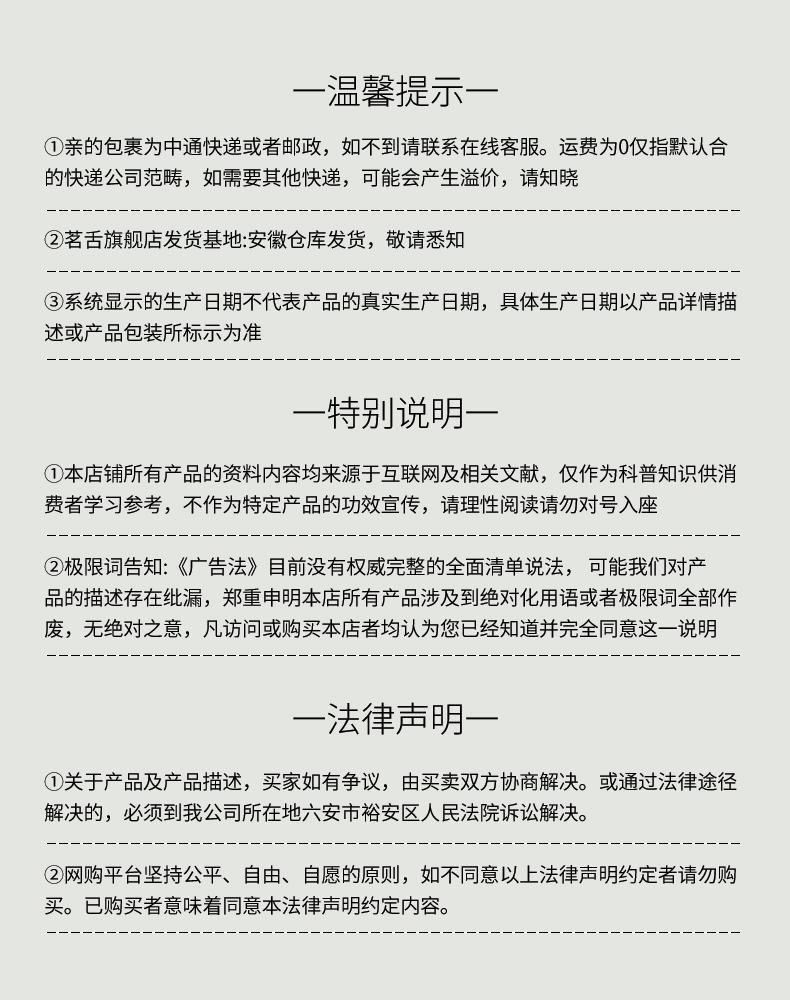 —温馨提示—
①亲的包裹为中通快递或者邮政，如不到请联系在线客服。运费为0仅指默认合
的快递公司范畴，如需要其他快递，可能会产生溢价，请知晓
②茗舌旗舰店发货基地:安徽仓库发货，敬请悉知
③系统显示的生产日期不代表产品的真实生产日期，具体生产日期以产品详情描
述或产品包装所标示为准
—特别说明—
①本店铺所有产品的资料内容均来源于互联网及相关文献，仅作为科普知识供消
费者学习参考，不作为特定产品的功效宣传，请理性阅读请勿对号入座
②极限词告知:《广告法》目前没有权威完整的全面清单说法， 可能我们对产
品的描述存在纰漏，郑重申明本店所有产品涉及到绝对化用语或者极限词全部作
废，无绝对之意，凡访问或购买本店者均认为您已经知道并完全同意这一说明
—法律声明—
①关于产品及产品描述，买家如有争议，由买卖双方协商解决。或通过法律途径
解决的，必须到我公司所在地六安市裕安区人民法院诉讼解决。
②网购平台坚持公平、自由、自愿的原则，如不同意以上法律声明约定者请勿购
买。已购买者意味着同意本法律声明约定内容。